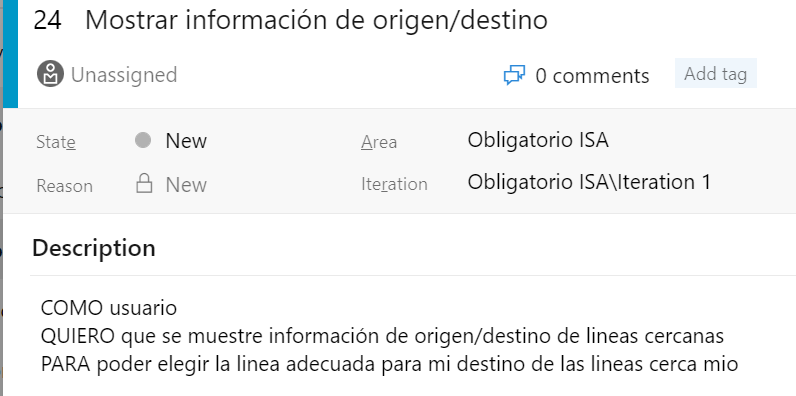 24 Mostrar información de origen/destino
Unassigned 0 comments Add tag
State New Area Obligatorio ISA
Reason New Iteration Obligatorio ISA\Iteration 1
Description
COMO usuario
QUIERO que se muestre información de origen/destino de lineas cercanas
PARA poder elegir la linea adecuada para mi destino de las lineas cerca mio